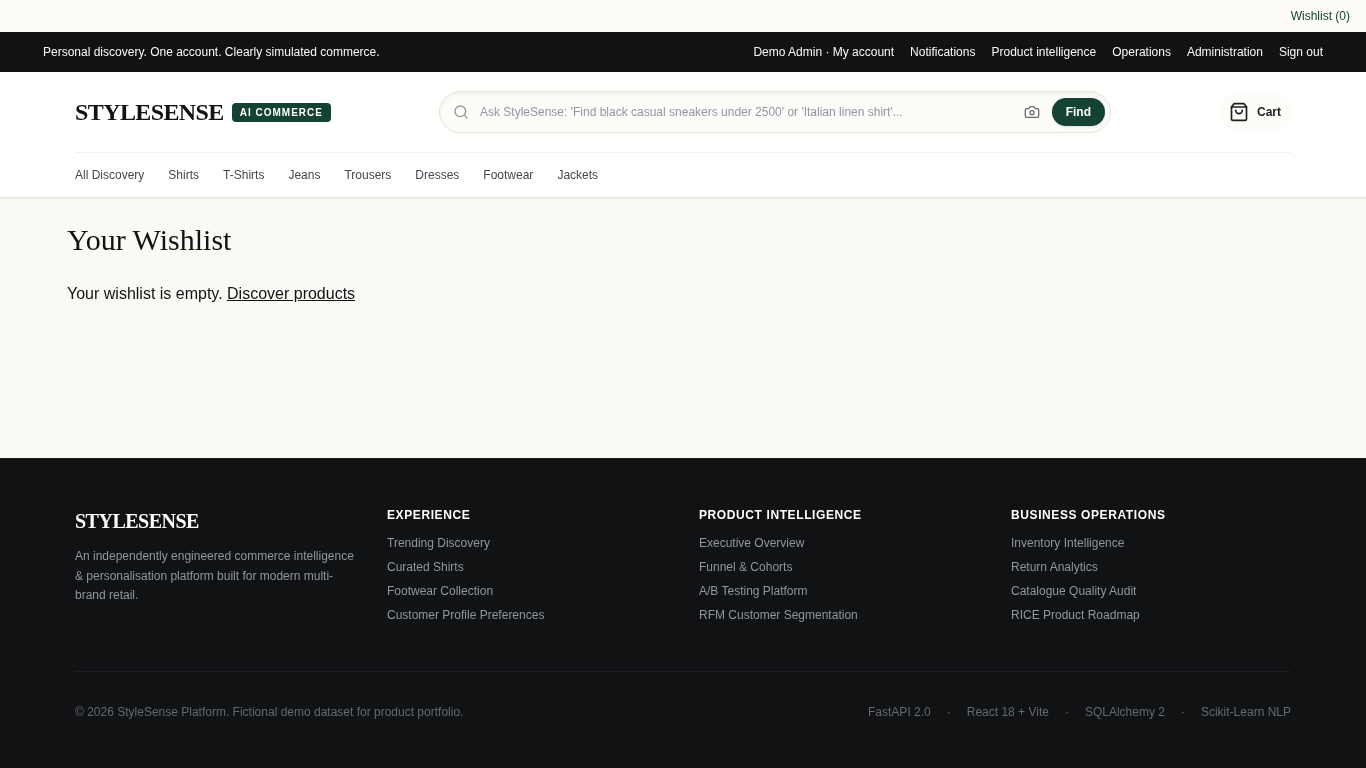 Wishlist (0)
Personal discovery. One account. Clearly simulated commerce.
Demo Admin · My account Notifications Product intelligence Operations Administration Sign out
STYLESENSE AI COMMERCE
Ask StyleSense: 'Find black casual sneakers under 2500' or 'Italian linen shirt'...
Find
Cart
All Discovery Shirts T-Shirts Jeans Trousers Dresses Footwear Jackets
Your Wishlist
Your wishlist is empty. Discover products
STYLESENSE
An independently engineered commerce intelligence
& personalisation platform built for modern multi-
brand retail.
EXPERIENCE
Trending Discovery
Curated Shirts
Footwear Collection
Customer Profile Preferences
PRODUCT INTELLIGENCE
Executive Overview
Funnel & Cohorts
A/B Testing Platform
RFM Customer Segmentation
BUSINESS OPERATIONS
Inventory Intelligence
Return Analytics
Catalogue Quality Audit
RICE Product Roadmap
© 2026 StyleSense Platform. Fictional demo dataset for product portfolio.
FastAPI 2.0 · React 18 + Vite · SQLAlchemy 2 · Scikit-Learn NLP